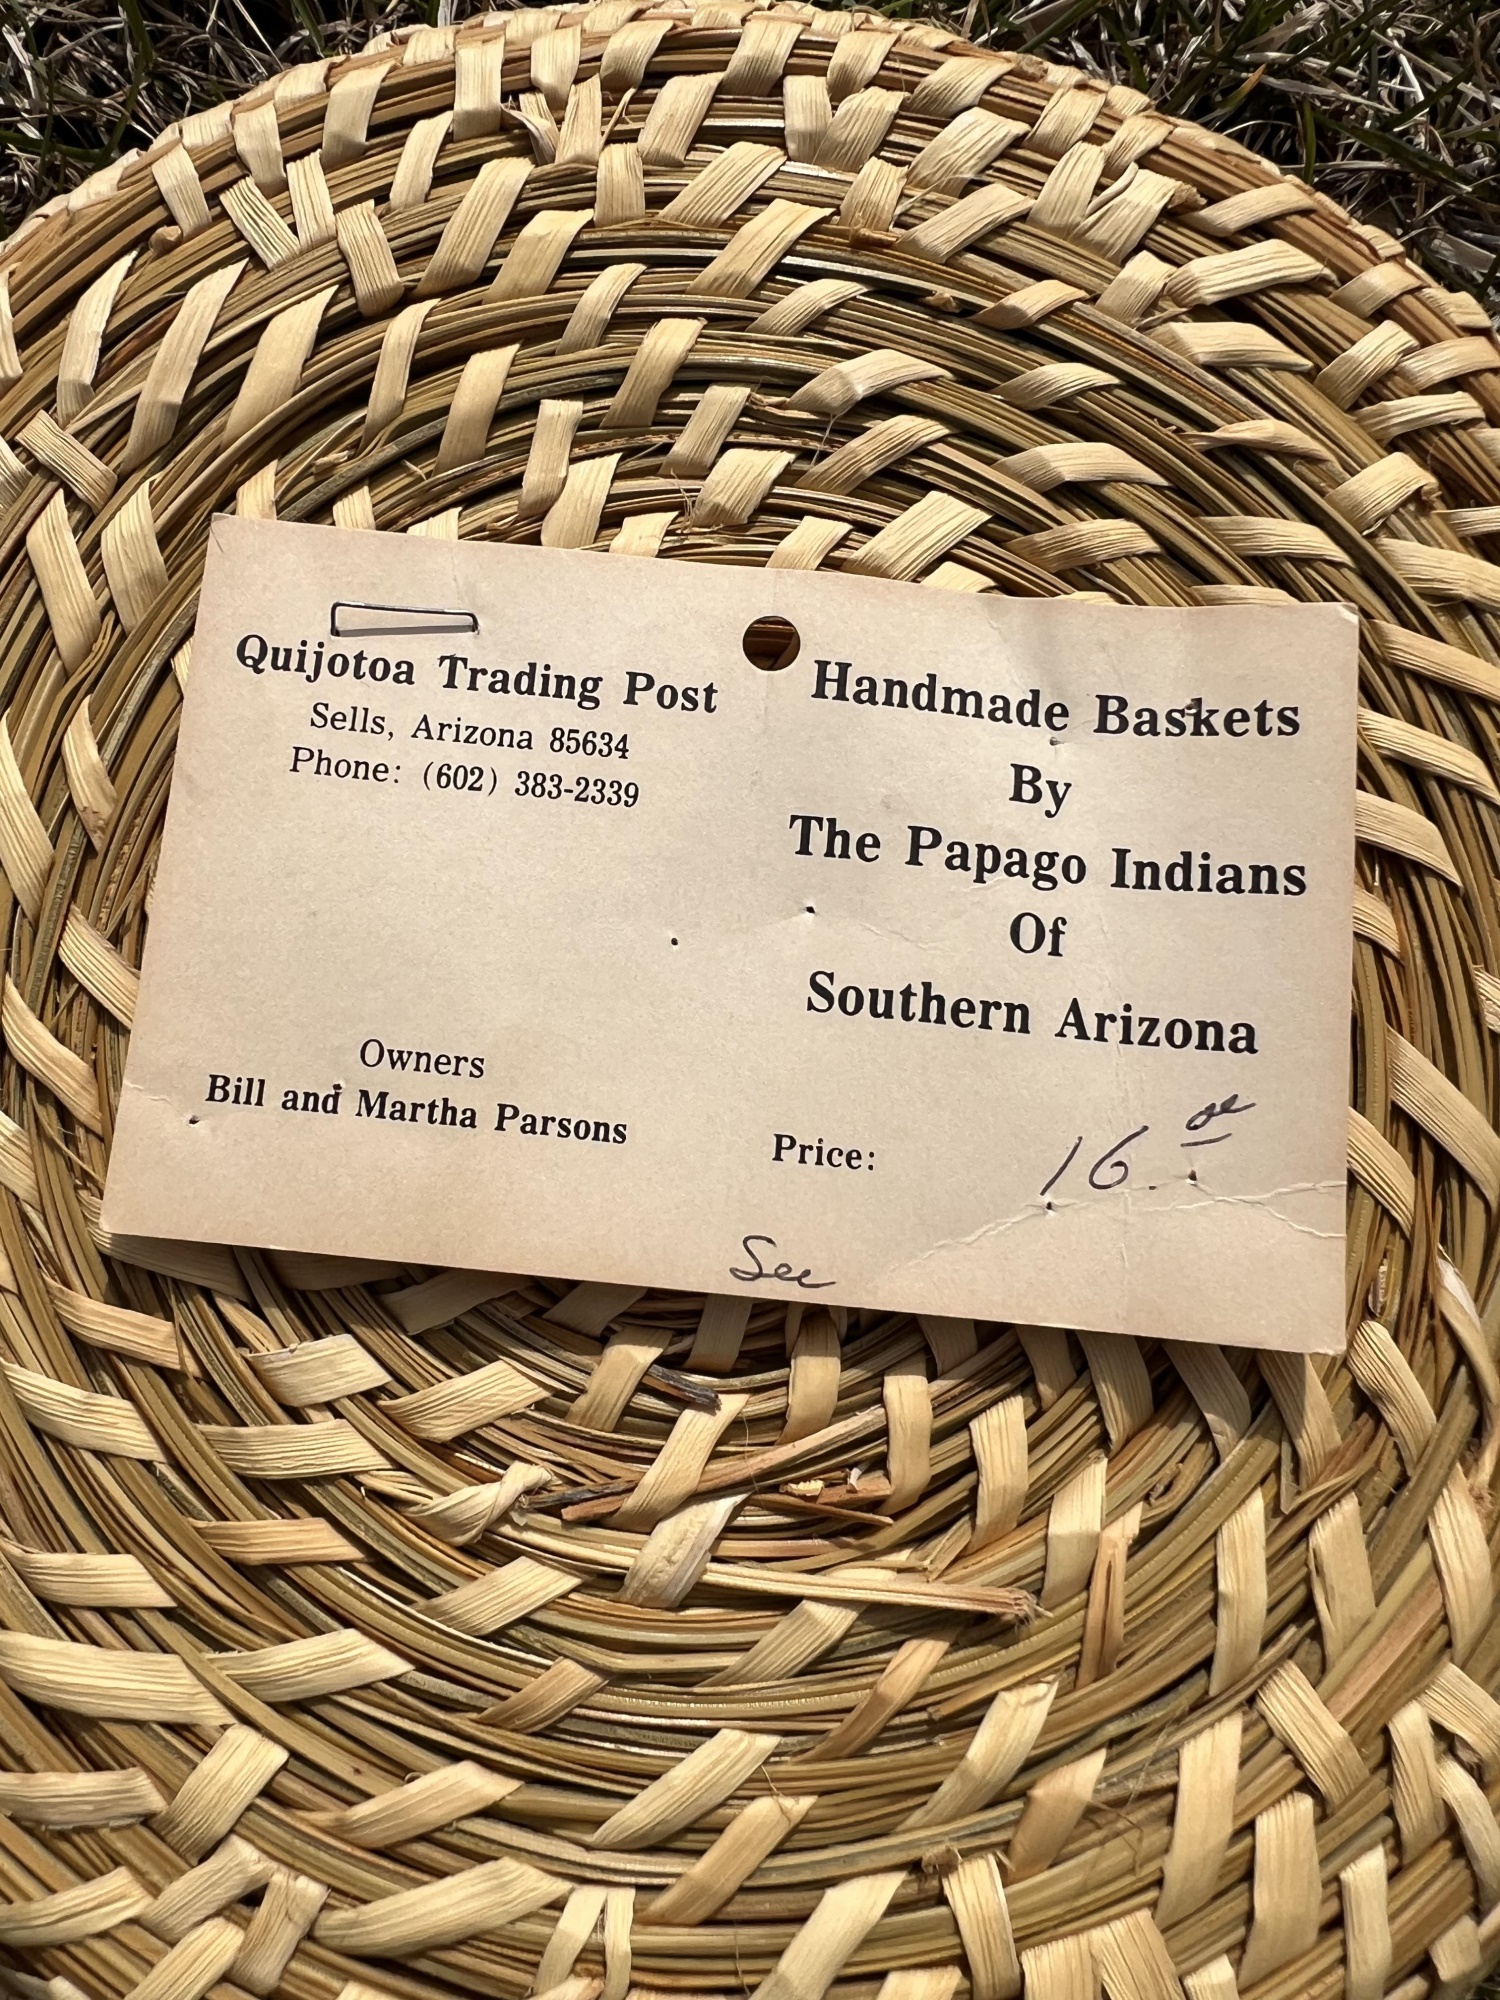 Quijotoa Trading Post
Sells, Arizona 85634
Phone: (602) 383-2339
Owners
Bill and Martha Parsons
Handmade Baskets
By
The Papago Indians
Of
Southern Arizona
Price: 16.
See